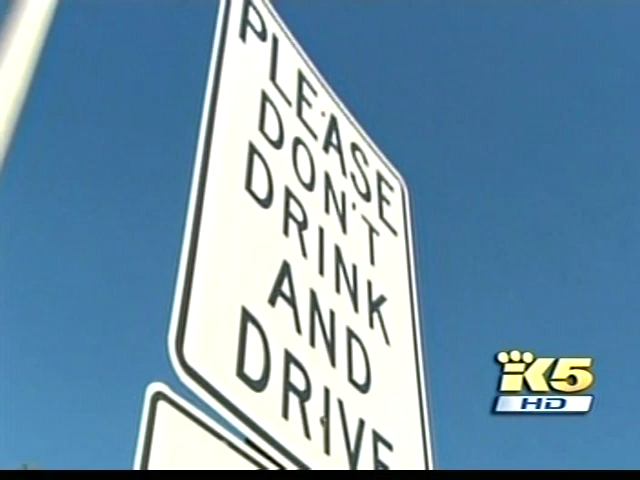 PLEASE
DON'T
DRINK
AND
DRIVE
K5
HD